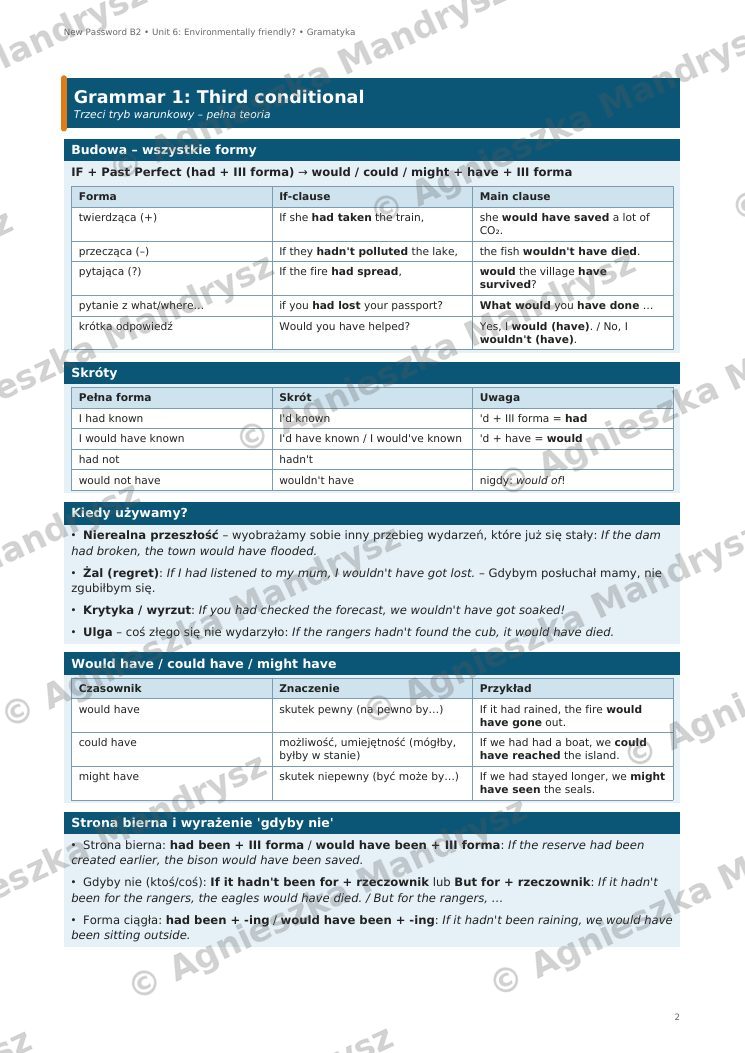 New Password B2 • Unit 6: Environmentally friendly? • Gramatyka
Grammar 1: Third conditional
Trzeci tryb warunkowy – pełna teoria
Budowa – wszystkie formy
IF + Past Perfect (had + III forma) → would / could / might + have + III forma
Forma If-clause Main clause
twierdząca (+) If she had taken the train, she would have saved a lot of
CO₂.
przecząca (–) If they hadn't polluted the lake, the fish wouldn't have died.
pytająca (?) If the fire had spread, would the village have
survived?
pytanie z what/where… if you had lost your passport? What would you have done …
krótka odpowiedź Would you have helped? Yes, I would (have). / No, I
wouldn't (have).
Skróty
Pełna forma Skrót Uwaga
I had known I'd known 'd + III forma = had
I would have known I'd have known / I would've known 'd + have = would
had not hadn't
would not have wouldn't have nigdy: would of!
Kiedy używamy?
• Nierealna przeszłość – wyobrażamy sobie inny przebieg wydarzeń, które już się stały: If the dam
had broken, the town would have flooded.
• Żal (regret): If I had listened to my mum, I wouldn't have got lost. – Gdybym posłuchał mamy, nie
zgubiłbym się.
• Krytyka / wyrzut: If you had checked the forecast, we wouldn't have got soaked!
• Ulga – coś złego się nie wydarzyło: If the rangers hadn't found the cub, it would have died.
Would have / could have / might have
Czasownik Znaczenie Przykład
would have skutek pewny (na pewno by…) If it had rained, the fire would
have gone out.
could have możliwość, umiejętność (mógłby, If we had had a boat, we could
byłby w stanie) have reached the island.
might have skutek niepewny (być może by…) If we had stayed longer, we might
have seen the seals.
Strona bierna i wyrażenie 'gdyby nie'
• Strona bierna: had been + III forma / would have been + III forma: If the reserve had been
created earlier, the bison would have been saved.
• Gdyby nie (ktoś/coś): If it hadn't been for + rzeczownik lub But for + rzeczownik: If it hadn't
been for the rangers, the eagles would have died. / But for the rangers, …
• Forma ciągła: had been + -ing / would have been + -ing: If it hadn't been raining, we would have
been sitting outside.
2
© Agnieszka Mandrysz